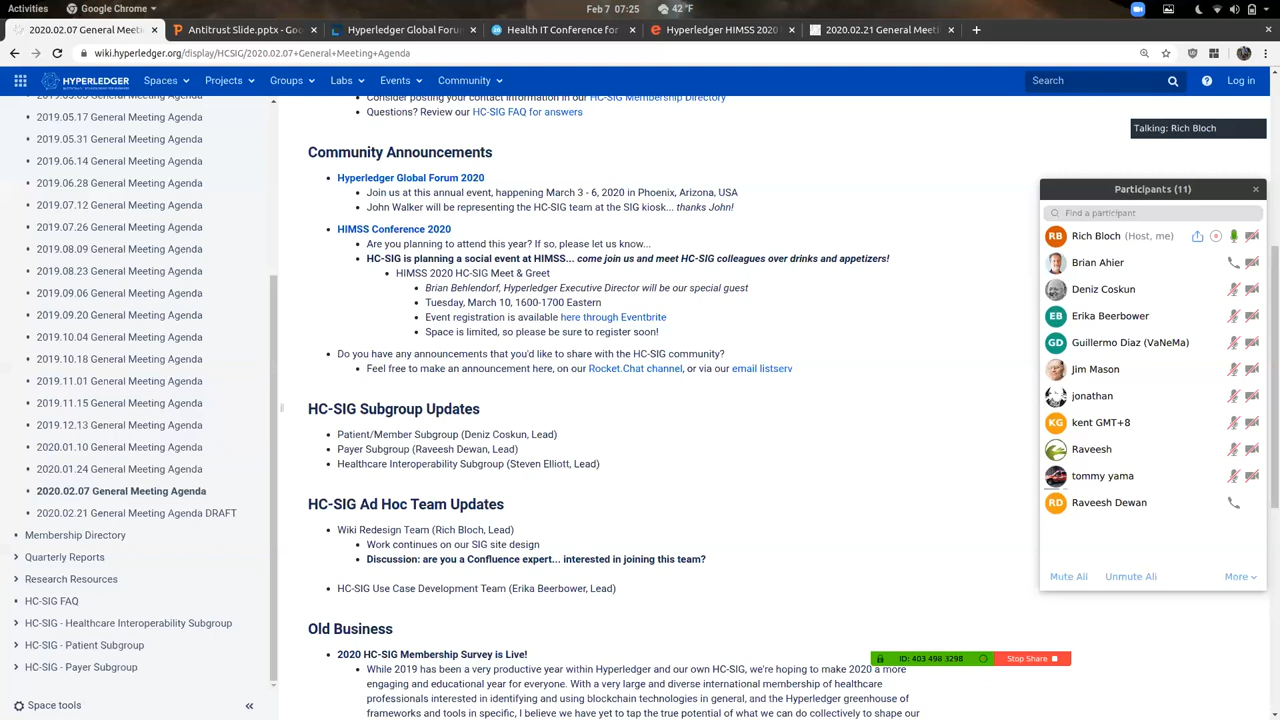 Activities
Google Chrome
Feb 7 07:25
42 °F
2020.02.07 General Meeting
Antitrust Slide.pptx - Goo
Hyperledger Global Forum
Health IT Conference for
Hyperledger HIMSS 2020
2020.02.21 General Meeti
wiki.hyperledger.org/display/HCSIG/2020.02.07+General+Meeting+Agenda
HYPERLEDGER
Spaces
Projects
Groups
Labs
Events
Community
Search
Log in
2019.05.17 General Meeting Agenda
2019.05.31 General Meeting Agenda
2019.06.14 General Meeting Agenda
2019.06.28 General Meeting Agenda
2019.07.12 General Meeting Agenda
2019.07.26 General Meeting Agenda
2019.08.09 General Meeting Agenda
2019.08.23 General Meeting Agenda
2019.09.06 General Meeting Agenda
2019.09.20 General Meeting Agenda
2019.10.04 General Meeting Agenda
2019.10.18 General Meeting Agenda
2019.11.01 General Meeting Agenda
2019.11.15 General Meeting Agenda
2019.12.13 General Meeting Agenda
2020.01.10 General Meeting Agenda
2020.01.24 General Meeting Agenda
2020.02.07 General Meeting Agenda
2020.02.21 General Meeting Agenda DRAFT
Membership Directory
Quarterly Reports
Research Resources
HC-SIG FAQ
HC-SIG - Healthcare Interoperability Subgroup
HC-SIG - Patient Subgroup
HC-SIG - Payer Subgroup
Space tools
Consider posting your contact information in our HC-SIG Membership Directory
Questions? Review our HC-SIG FAQ for answers
Community Announcements
Hyperledger Global Forum 2020
Join us at this annual event, happening March 3 - 6, 2020 in Phoenix, Arizona, USA
John Walker will be representing the HC-SIG team at the SIG kiosk... thanks John!
HIMSS Conference 2020
Are you planning to attend this year? If so, please let us know...
HC-SIG is planning a social event at HIMSS... come join us and meet HC-SIG colleagues over drinks and appetizers!
HIMSS 2020 HC-SIG Meet & Greet
Brian Behlendorf, Hyperledger Executive Director will be our special guest
Tuesday, March 10, 1600-1700 Eastern
Event registration is available here through Eventbrite
Space is limited, so please be sure to register soon!
Do you have any announcements that you'd like to share with the HC-SIG community?
Feel free to make an announcement here, on our Rocket.Chat channel, or via our email listserv
HC-SIG Subgroup Updates
Patient/Member Subgroup (Deniz Coskun, Lead)
Payer Subgroup (Raveesh Dewan, Lead)
Healthcare Interoperability Subgroup (Steven Elliott, Lead)
HC-SIG Ad Hoc Team Updates
Wiki Redesign Team (Rich Bloch, Lead)
Work continues on our SIG site design
Discussion: are you a Confluence expert... interested in joining this team?
HC-SIG Use Case Development Team (Erika Beerbower, Lead)
Old Business
2020 HC-SIG Membership Survey is Live!
While 2019 has been a very productive year within Hyperledger and our own HC-SIG, we're hoping to make 2020 a more
engaging and educational year for everyone. With a very large and diverse international membership of healthcare
professionals interested in identifying and using blockchain technologies in general, and the Hyperledger greenhouse of
frameworks and tools in specific, I believe we have yet to tap the true potential of what we can do collectively to shape our
Talking: Rich Bloch
Participants (11)
Find a participant
RB Rich Bloch (Host, me)
Brian Ahier
Deniz Coskun
EB Erika Beerbower
GD Guillermo Diaz (VaNeMa)
Jim Mason
jonathan
KG kent GMT+8
Raveesh
tommy yama
RD Raveesh Dewan
Mute All
Unmute All
More
ID: 403 498 3298
Stop Share